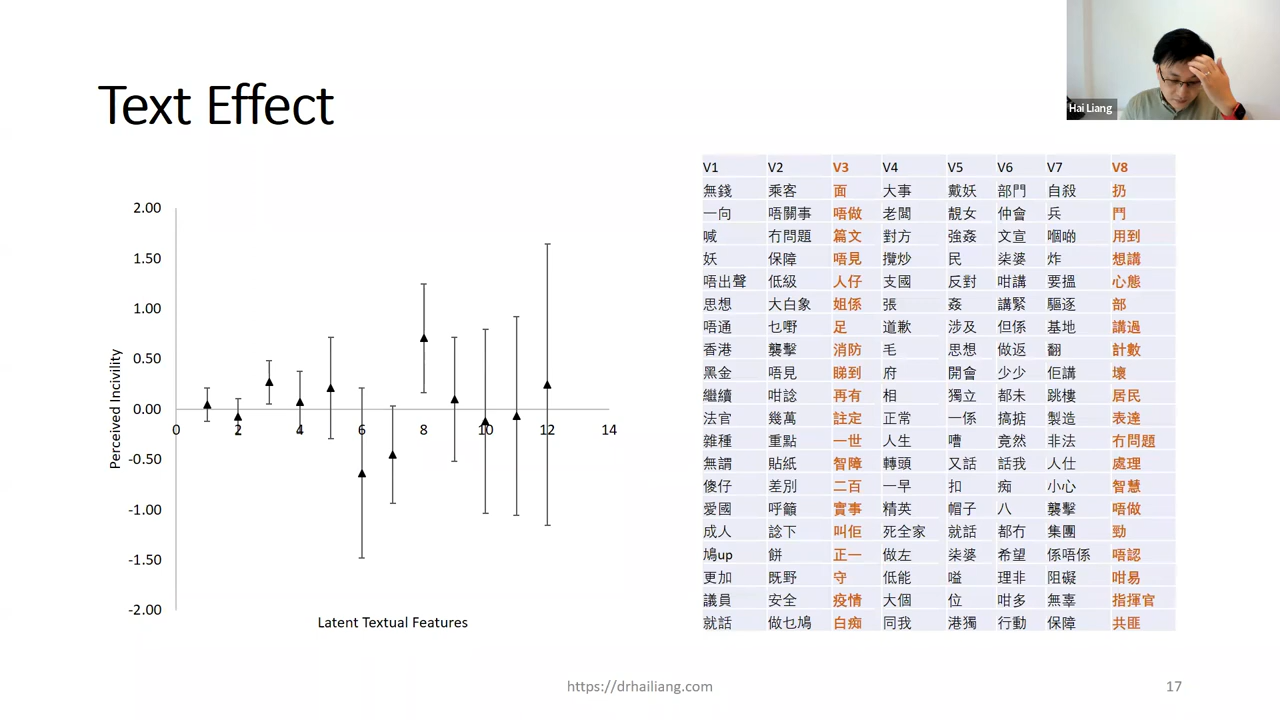 Hai Liang
Text Effect
2.00
1.50
1.00
0.50
0.00
-0.50
-1.00
-1.50
-2.00
0 2 4 6 8 10 12 14
Perceived Incivility
Latent Textual Features
V1 V2 V3 V4 V5 V6 V7 V8
無錢 乘客 面 大事 戴妖 部門 自殺 扔
一向 唔關事 唔做 老闆 靚女 仲會 兵 鬥
喊 冇問題 篇文 對方 強姦 文宣 嗰啲 用到
妖 保障 唔見 攬炒 民 柒婆 炸 想講
唔出聲 低級 人仔 支國 反對 咁講 要搵 心態
思想 大白象 姐係 張 姦 講緊 驅逐 部
唔通 乜嘢 足 道歉 涉及 但係 基地 講過
香港 襲擊 消防 毛 思想 做返 翻 計數
黑金 唔見 睇到 府 開會 少少 佢講 壞
繼續 咁諗 再有 相 獨立 都未 跳樓 居民
法官 幾萬 註定 正常 一係 搞掂 製造 表達
雜種 重點 一世 人生 嘈 竟然 非法 冇問題
無謂 貼紙 智障 轉頭 又話 話我 人仕 處理
傻仔 差別 二百 一早 扣 痴 小心 智慧
愛國 呼籲 實事 精英 帽子 八 襲擊 唔做
成人 諗下 叫佢 死全家 就話 都冇 集團 勁
鳩up 餅 正一 做左 柒婆 希望 係唔係 唔認
更加 既野 守 低能 嗌 理非 阻礙 咁易
議員 安全 疫情 大個 位 咁多 無辜 指揮官
就話 做乜鳩 白痴 同我 港獨 行動 保障 共匪
https://drhailiang.com
17